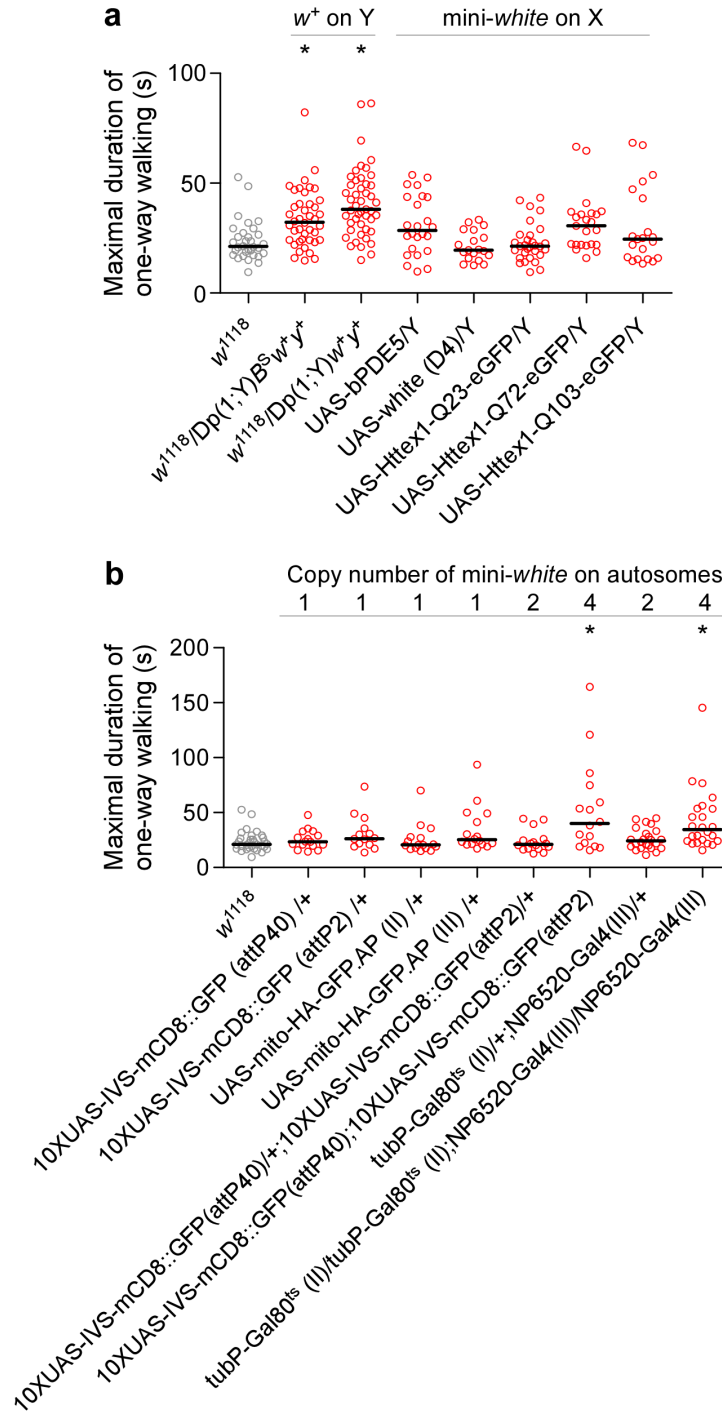 a
w⁺ on Y
mini-white on X
* *
Maximal duration of
one-way walking (s)
100
50
0
w¹¹¹⁸
w¹¹¹⁸/Dp(1;Y)Bˢw⁺y⁺
w¹¹¹⁸/Dp(1;Y)w⁺y⁺
UAS-bPDE5/Y
UAS-white (D4)/Y
UAS-Httex1-Q23-eGFP/Y
UAS-Httex1-Q72-eGFP/Y
UAS-Httex1-Q103-eGFP/Y
b
Copy number of mini-white on autosomes
1 1 1 1 2 4 2 4
* *
Maximal duration of
one-way walking (s)
200
150
100
50
0
w¹¹¹⁸
10XUAS-IVS-mCD8::GFP (attP40) /+
10XUAS-IVS-mCD8::GFP (attP2) /+
UAS-mito-HA-GFP.AP (II) /+
UAS-mito-HA-GFP.AP (III) /+
10XUAS-IVS-mCD8::GFP(attP40)/+;10XUAS-IVS-mCD8::GFP(attP2)/+
10XUAS-IVS-mCD8::GFP(attP40);10XUAS-IVS-mCD8::GFP(attP2)
tubP-Gal80ᵗˢ (II)/+;NP6520-Gal4(III)/+
tubP-Gal80ᵗˢ (II)/tubP-Gal80ᵗˢ (II);NP6520-Gal4(III)/NP6520-Gal4(III)